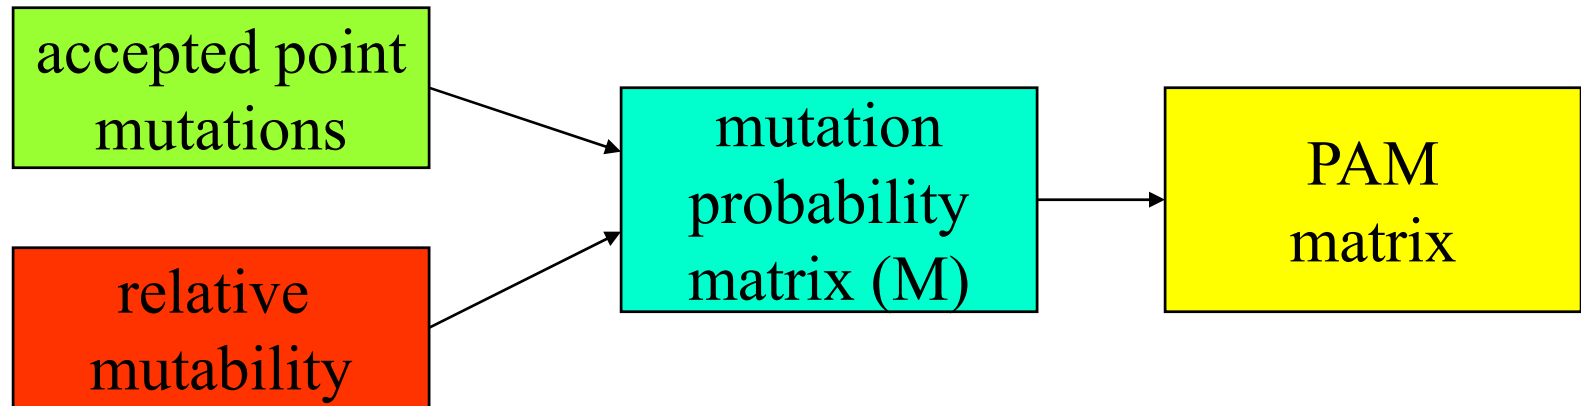 accepted point
mutations
relative
mutability
mutation
probability
matrix (M)
PAM
matrix